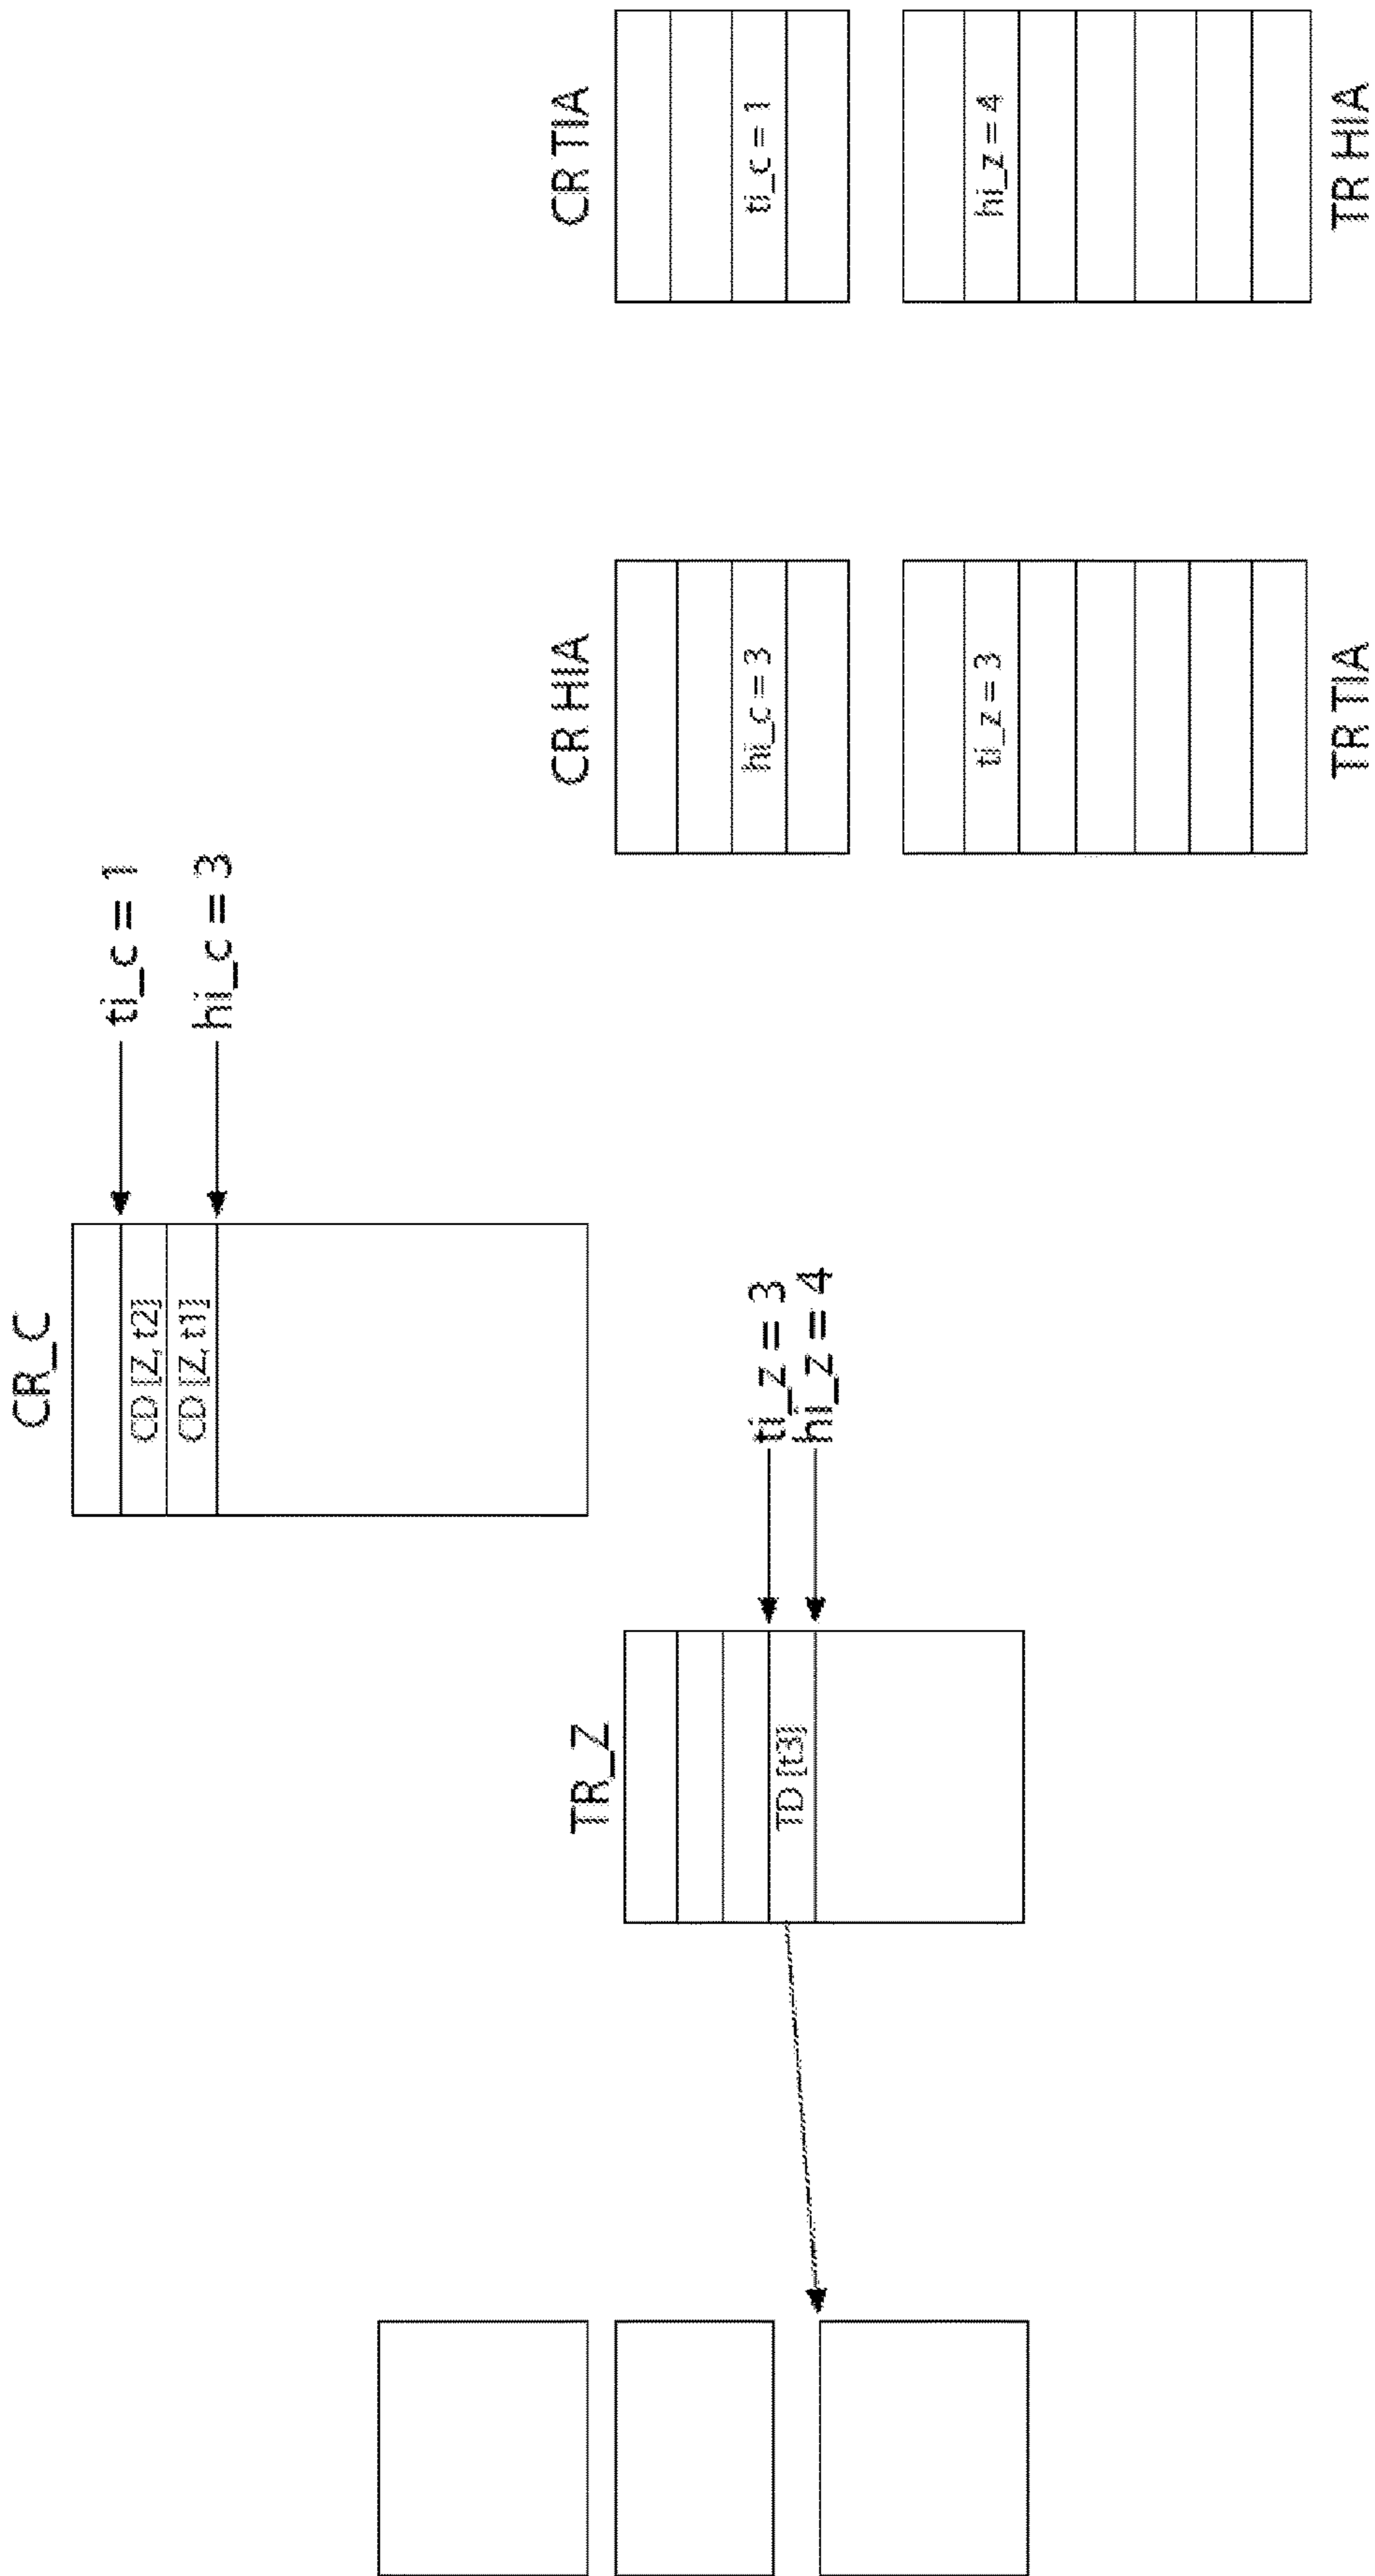 CR_C
CD [Z, t2]
CD [Z, t1]
ti_c = 1
hi_c = 3
TR_Z
TD [t3]
ti_z = 3
hi_z = 4
CR HIA
hi_c = 3
ti_z = 3
TR TIA
CR TIA
ti_c = 1
hi_z = 4
TR HIA